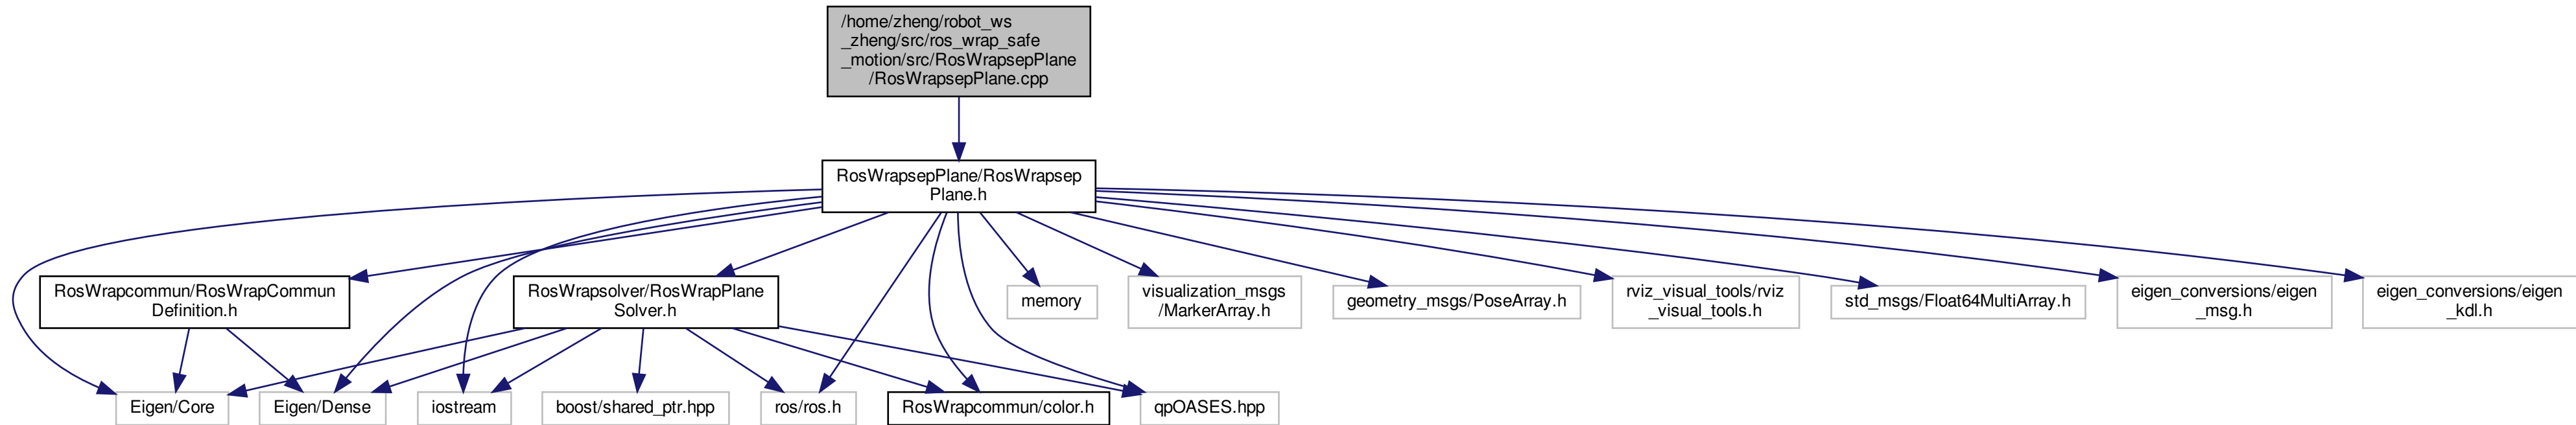 /home/zheng/robot_ws
_zheng/src/ros_wrap_safe
_motion/src/RosWrapsepPlane
/RosWrapsepPlane.cpp
RosWrapsepPlane/RosWrapsep
Plane.h
RosWrapcommun/RosWrapCommun
Definition.h
RosWrapsolver/RosWrapPlane
Solver.h
memory
visualization_msgs
/MarkerArray.h
geometry_msgs/PoseArray.h
rviz_visual_tools/rviz
_visual_tools.h
std_msgs/Float64MultiArray.h
eigen_conversions/eigen
_msg.h
eigen_conversions/eigen
_kdl.h
Eigen/Core
Eigen/Dense
iostream
boost/shared_ptr.hpp
ros/ros.h
RosWrapcommun/color.h
qpOASES.hpp